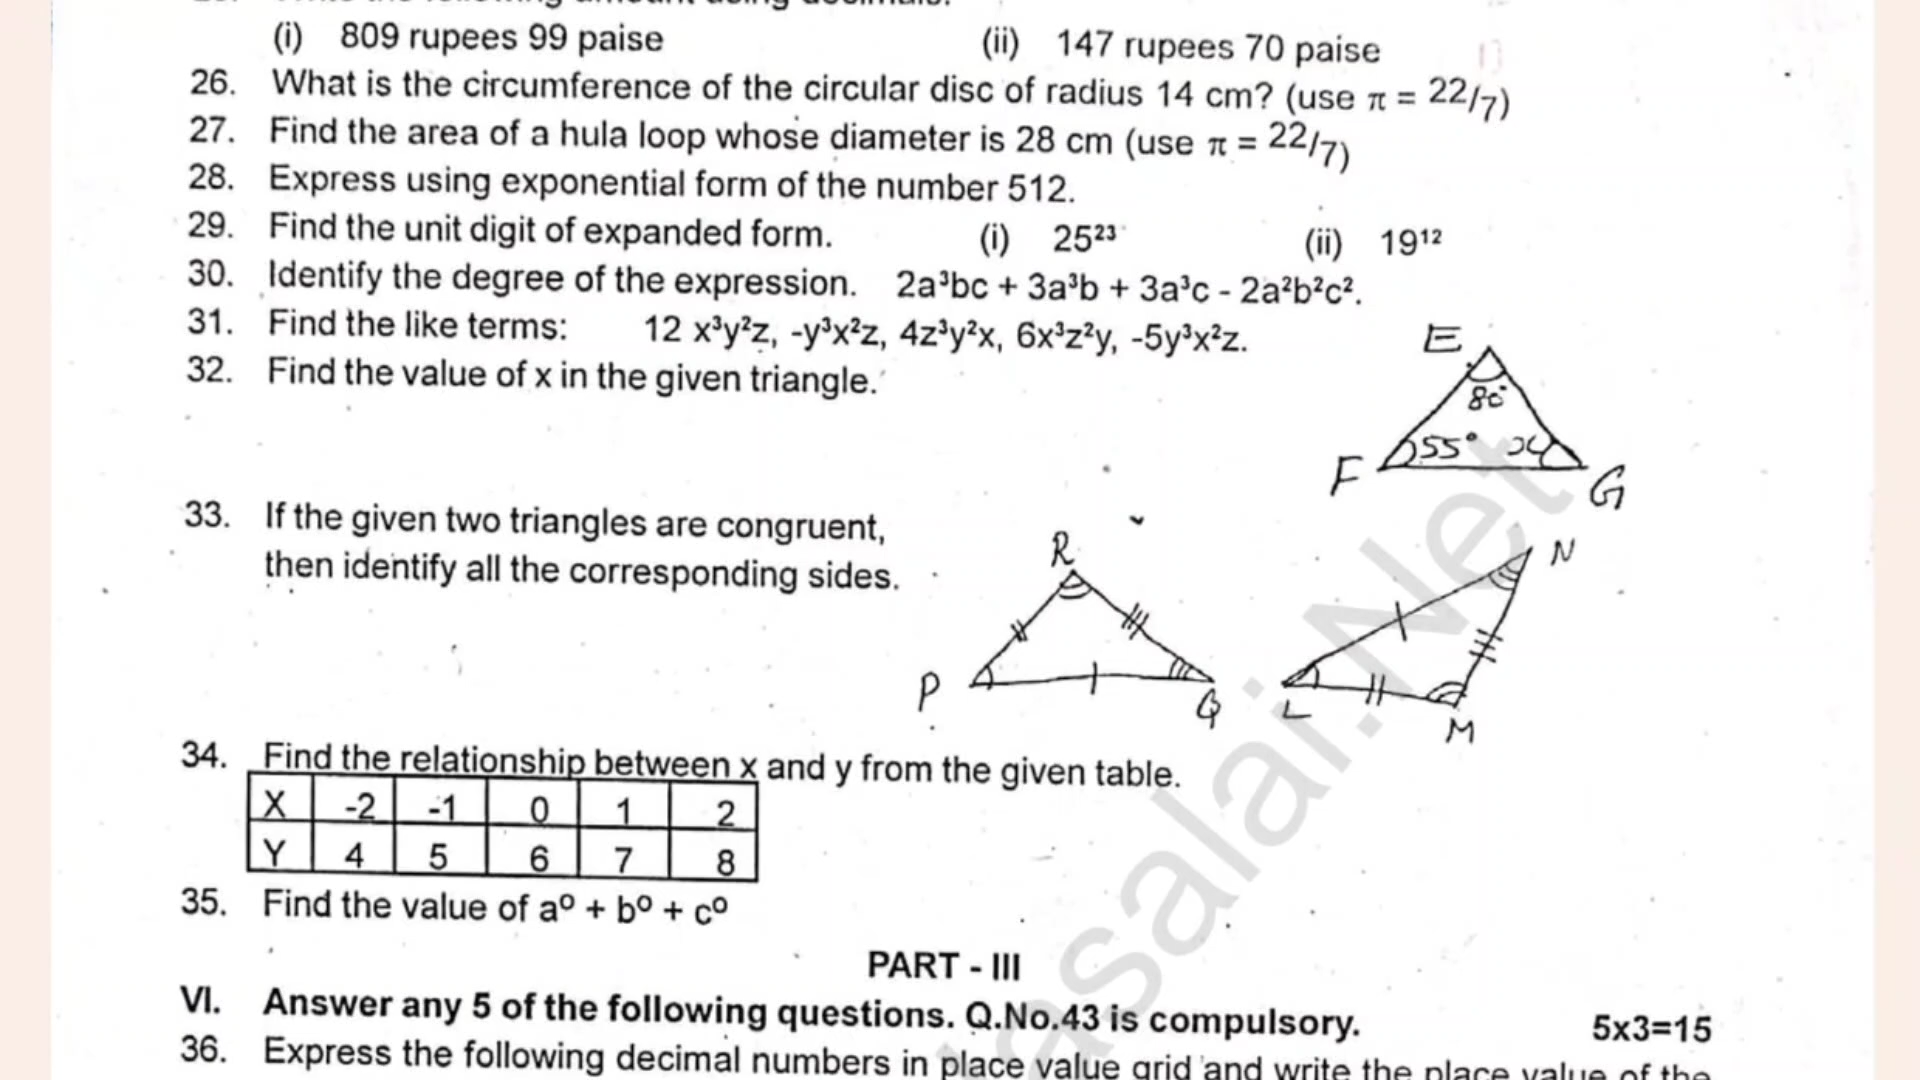 (i) 809 rupees 99 paise (ii) 147 rupees 70 paise
26. What is the circumference of the circular disc of radius 14 cm? (use π = 22/7)
27. Find the area of a hula loop whose diameter is 28 cm (use π = 22/7)
28. Express using exponential form of the number 512.
29. Find the unit digit of expanded form. (i) 25²³ (ii) 19¹²
30. Identify the degree of the expression. 2a³bc + 3a³b + 3a³c - 2a²b²c².
31. Find the like terms: 12 x³y²z, -y³x²z, 4z³y²x, 6x³z²y, -5y³x²z.
32. Find the value of x in the given triangle.
E
80°
55° x
F G
33. If the given two triangles are congruent,
then identify all the corresponding sides.
R N
P Q L M
34. Find the relationship between x and y from the given table.
X -2 -1 0 1 2
Y 4 5 6 7 8
35. Find the value of a⁰ + b⁰ + c⁰
PART - III
VI. Answer any 5 of the following questions. Q.No.43 is compulsory. 5x3=15
36. Express the following decimal numbers in place value grid and write the place value of the